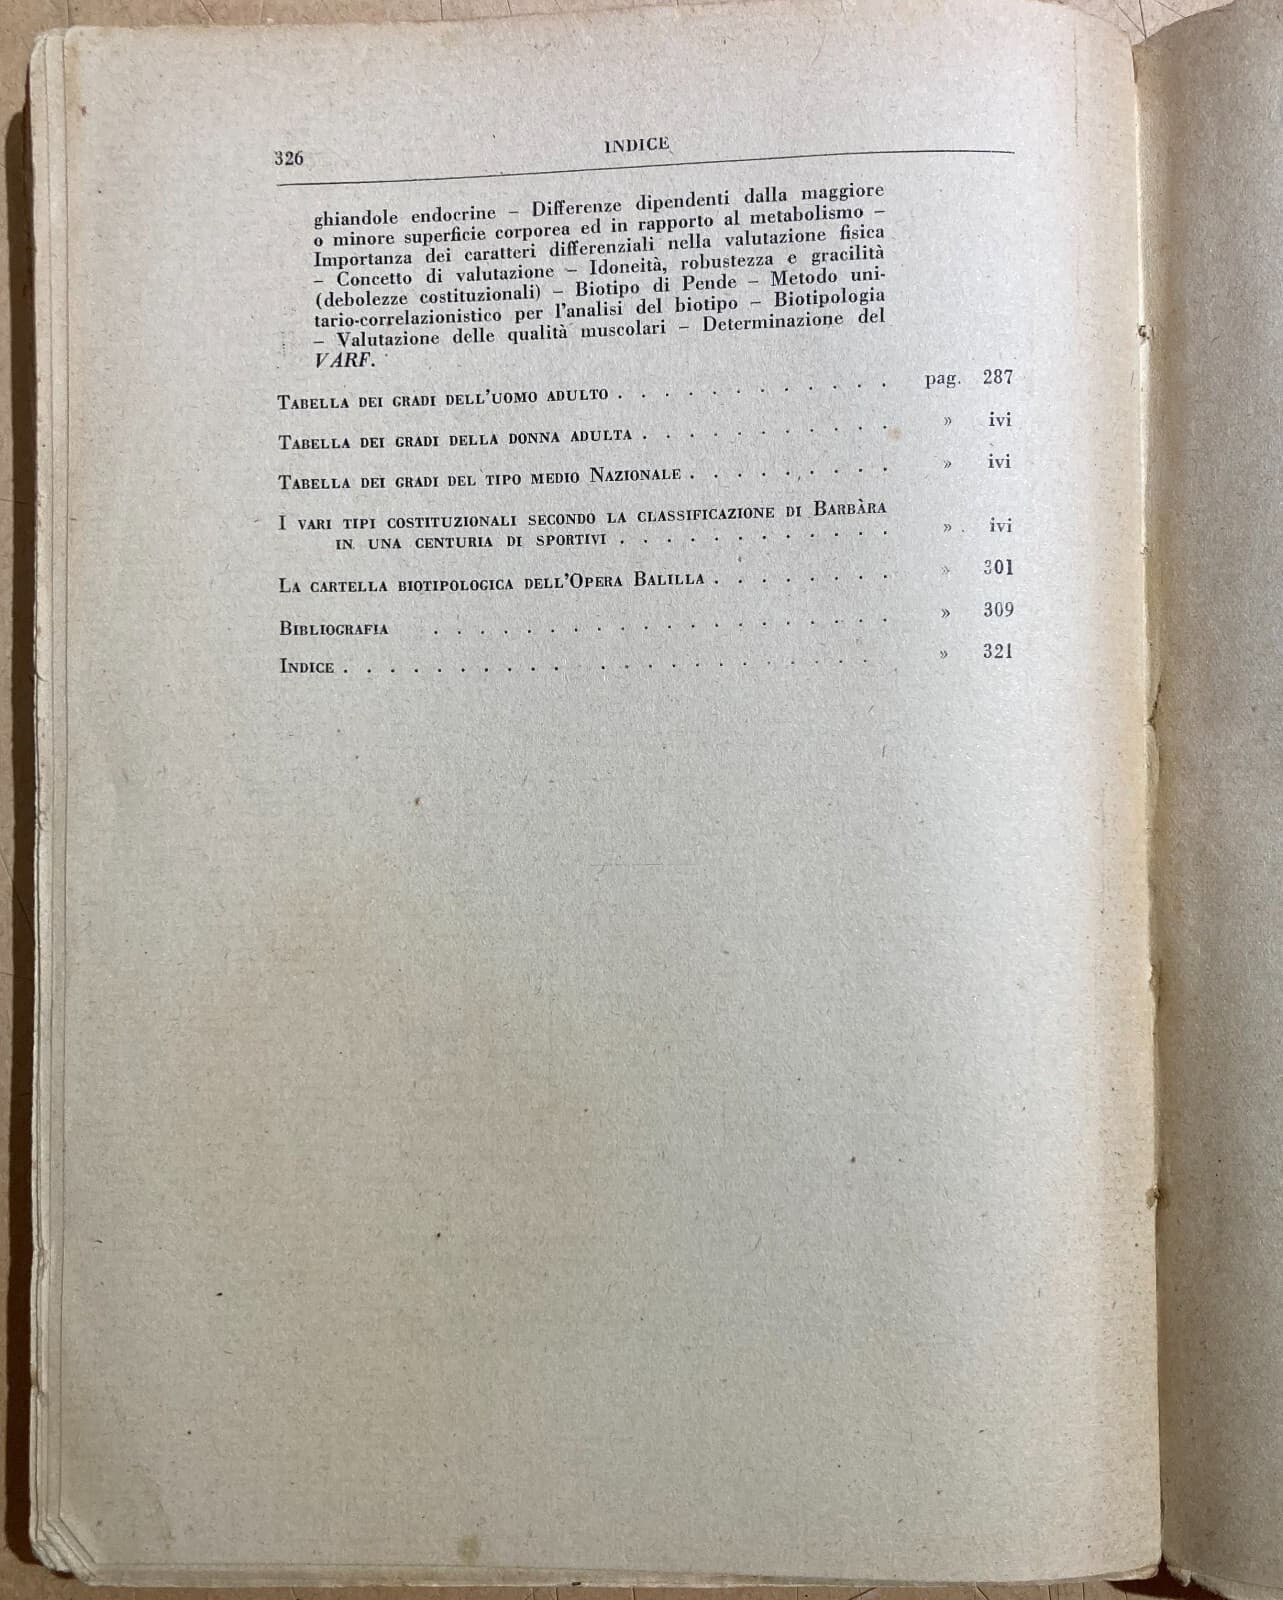 326 INDICE
ghiandole endocrine – Differenze dipendenti dalla maggiore
o minore superficie corporea ed in rapporto al metabolismo –
Importanza dei caratteri differenziali nella valutazione fisica
– Concetto di valutazione – Idoneità, robustezza e gracilità
(debolezze costituzionali) – Biotipo di Pende – Metodo uni-
tario-correlazionistico per l'analisi del biotipo – Biotipologia
– Valutazione delle qualità muscolari – Determinazione del
VARF.
TABELLA DEI GRADI DELL'UOMO ADULTO . . . . . . . . . . . . pag. 287
TABELLA DEI GRADI DELLA DONNA ADULTA . . . . . . . . . . . » ivi
TABELLA DEI GRADI DEL TIPO MEDIO NAZIONALE . . . . . . . . . » ivi
I VARI TIPI COSTITUZIONALI SECONDO LA CLASSIFICAZIONE DI BARBÀRA
IN UNA CENTURIA DI SPORTIVI . . . . . . . . . . . . » ivi
LA CARTELLA BIOTIPOLOGICA DELL'OPERA BALILLA . . . . . . . . » 301
BIBLIOGRAFIA . . . . . . . . . . . . . . . . . . . . » 309
INDICE . . . . . . . . . . . . . . . . . . . . . . . » 321